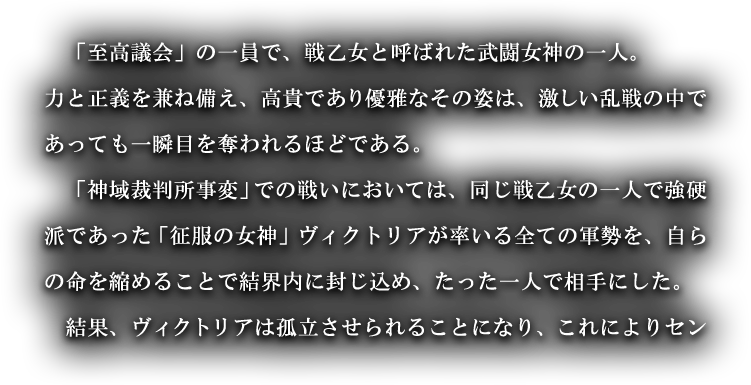 「至高議会」の一員で、戦乙女と呼ばれた武闘女神の一人。
力と正義を兼ね備え、高貴であり優雅なその姿は、激しい乱戦の中で
あっても一瞬目を奪われるほどである。
「神域裁判所事変」での戦いにおいては、同じ戦乙女の一人で強硬
派であった「征服の女神」ヴィクトリアが率いる全ての軍勢を、自ら
の命を縮めることで結界内に封じ込め、たった一人で相手にした。
結果、ヴィクトリアは孤立させられることになり、これによりセン